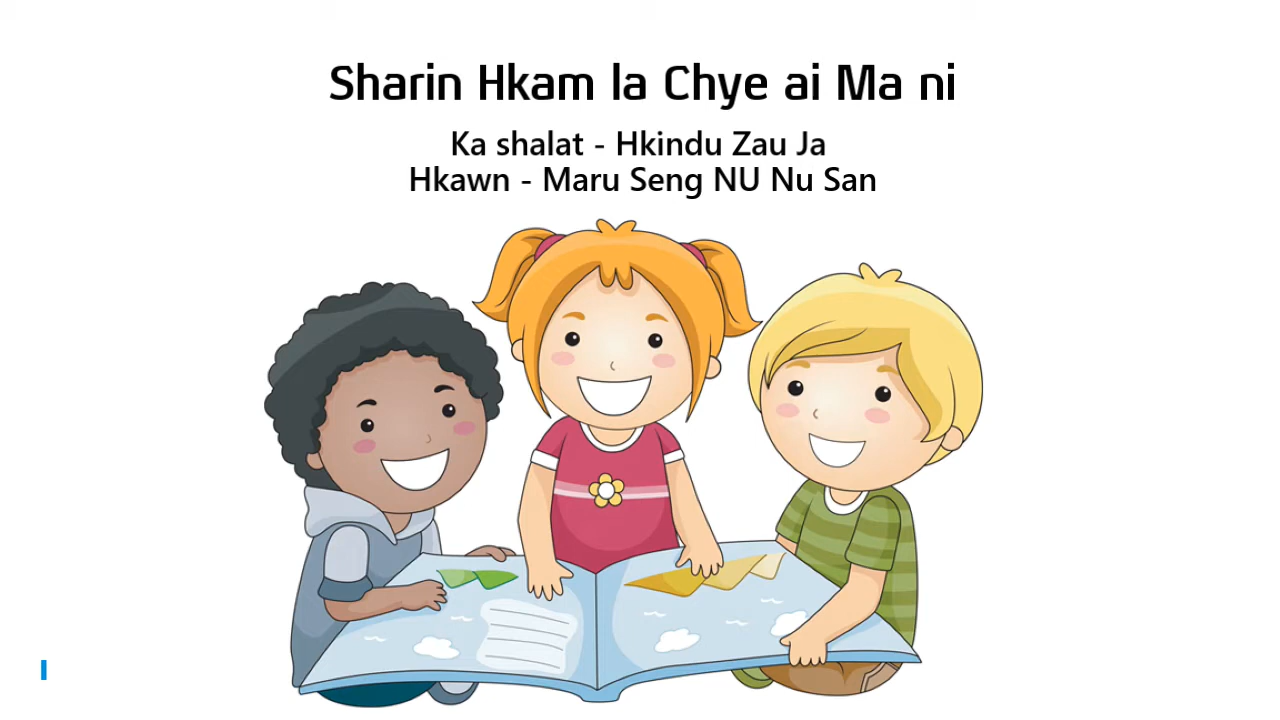 Sharin Hkam la Chye ai Ma ni
Ka shalat - Hkindu Zau Ja
Hkawn - Maru Seng NU Nu San